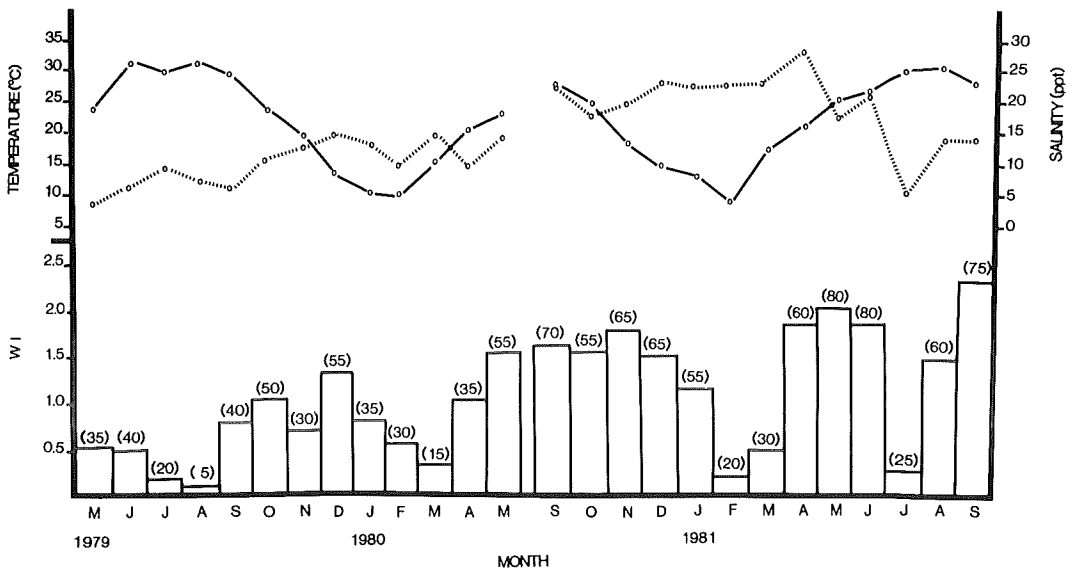 TEMPERATURE (°C)
35
30
25
20
15
10
5
30
25
20
15
10
5
0
SALINITY (ppt)
WI
2.5
2.0
1.5
1.0
0.5
(35) (40) (20) (5) (40) (50) (30) (55) (35) (30) (15) (35) (55) (70) (55) (65) (65) (55) (20) (30) (60) (80) (80) (25) (60) (75)
M J J A S O N D J F M A M S O N D J F M A M J J A S
1979 1980 1981
MONTH